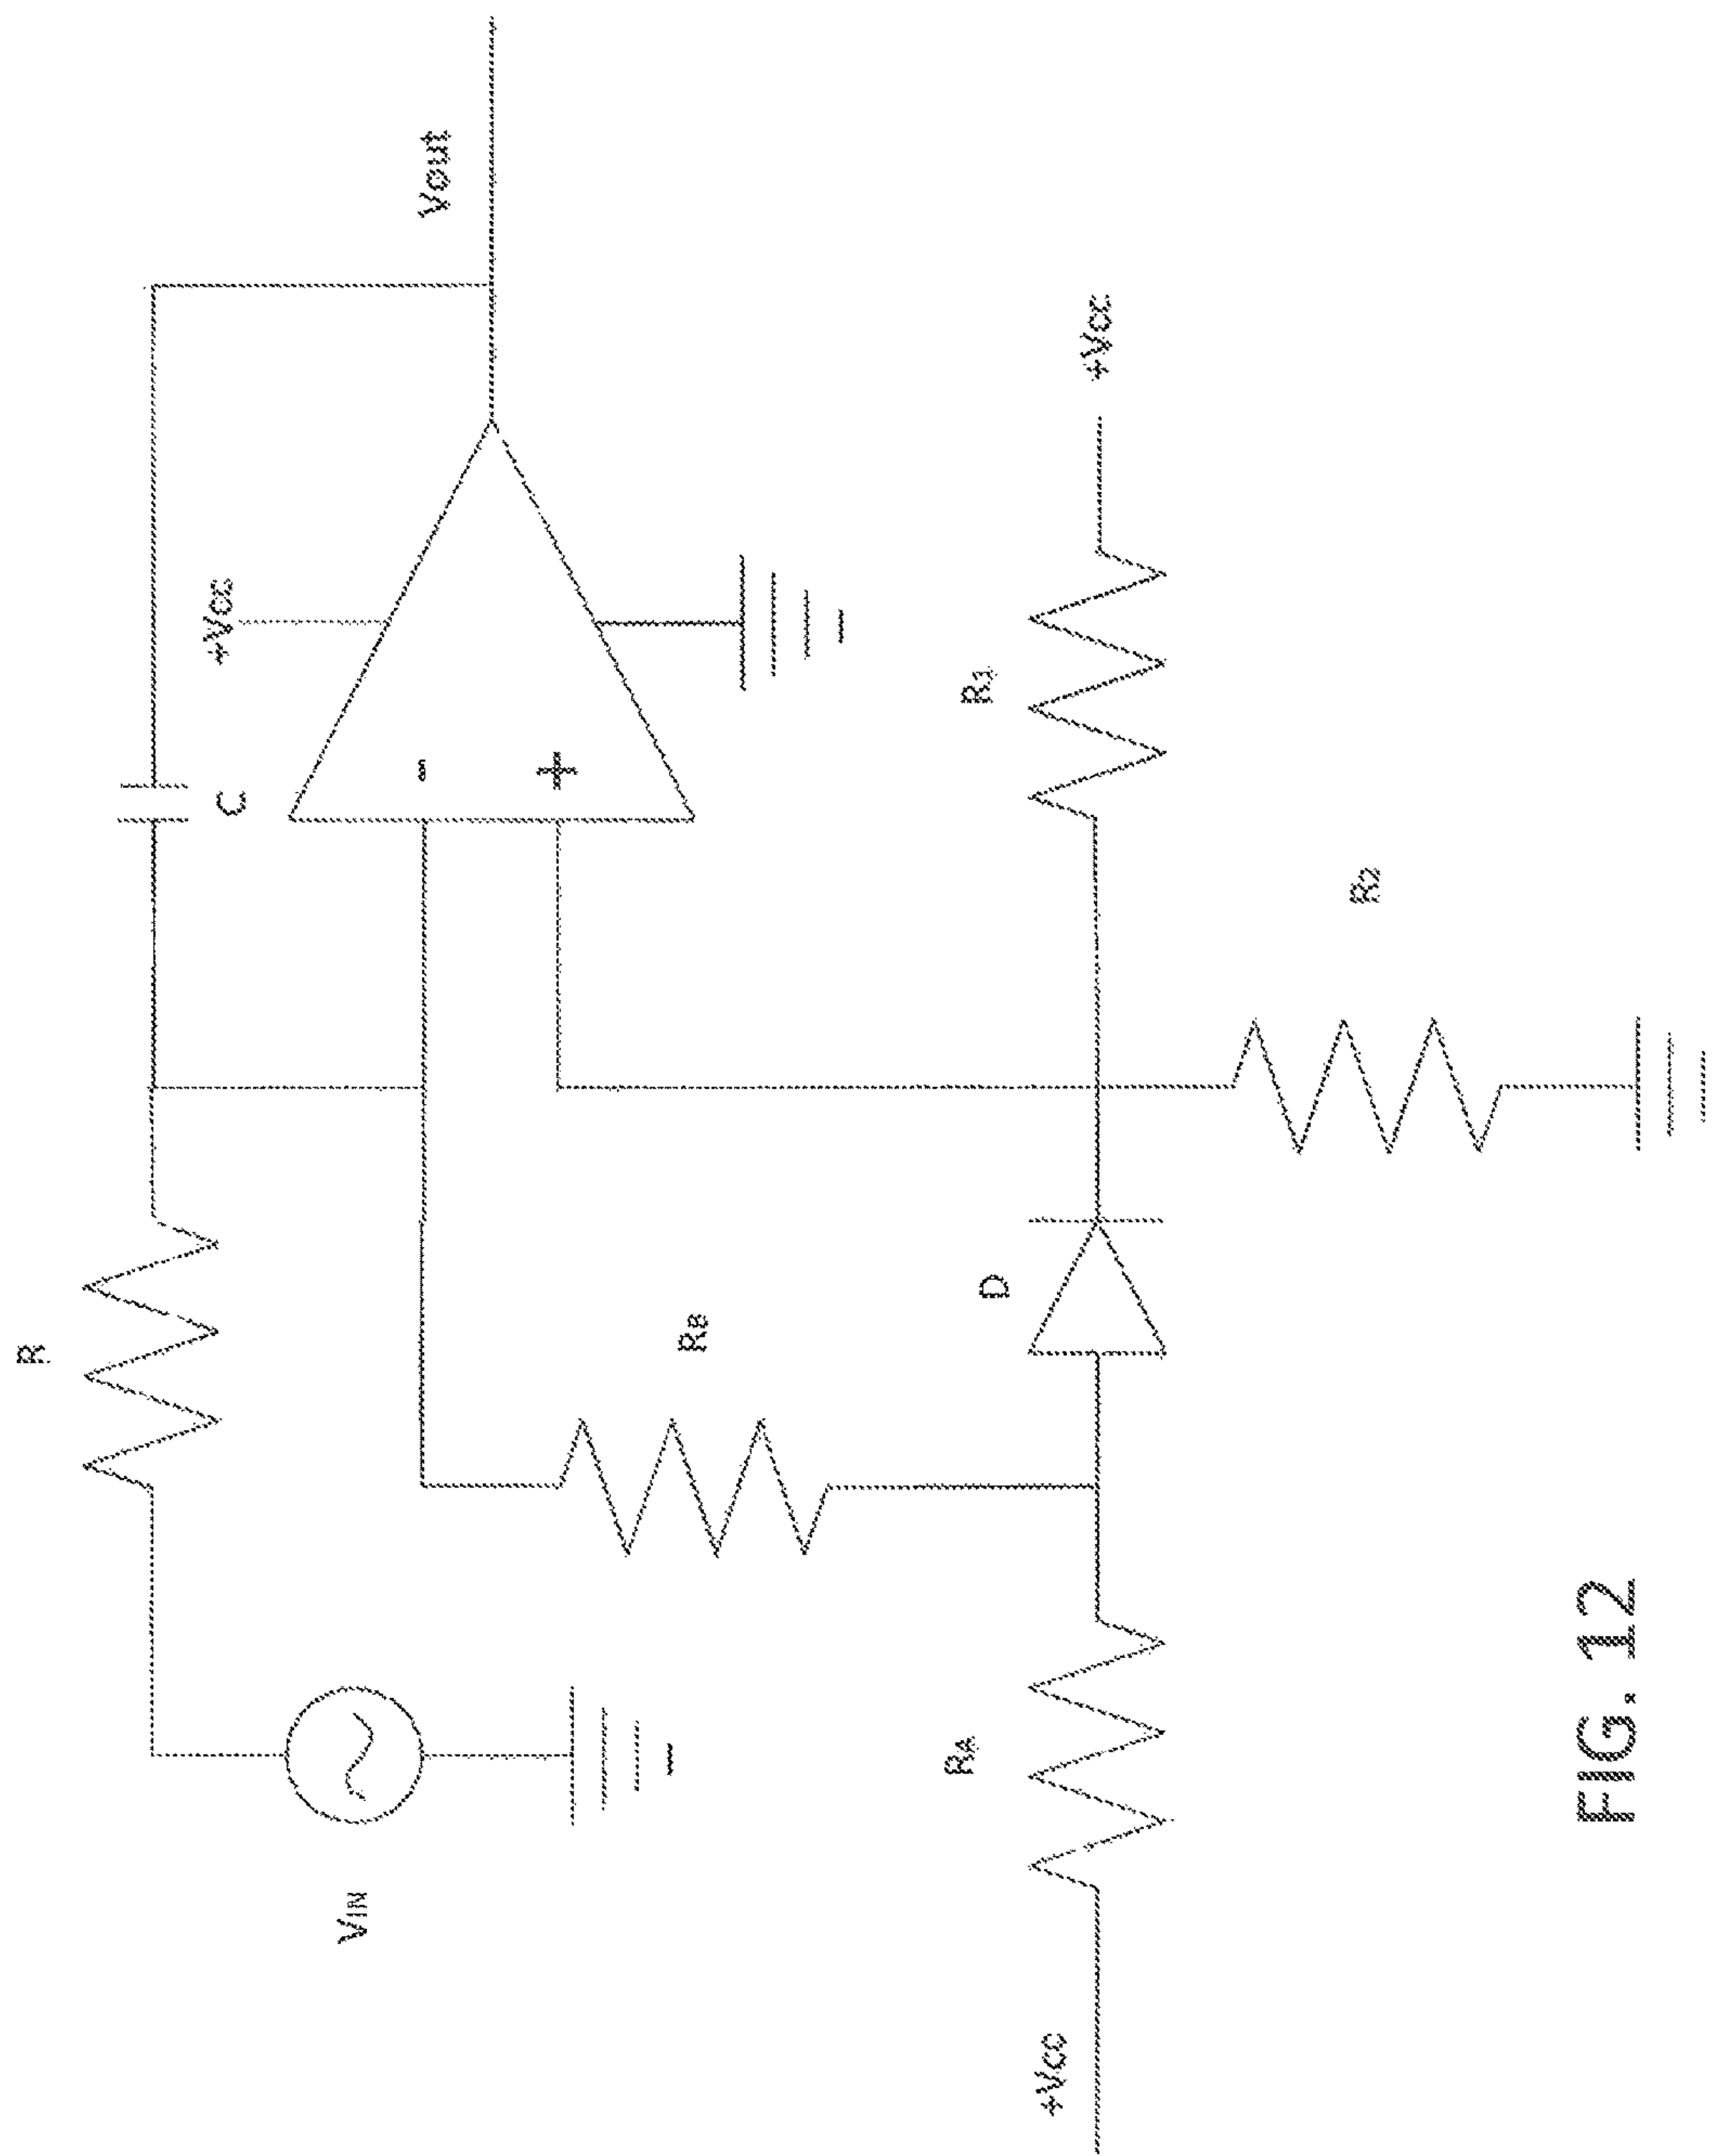 R
VIN
C
+Vcc
Vout
-
+
RB
RA
D
R1
+Vcc
+Vcc
R2
FIG. 12